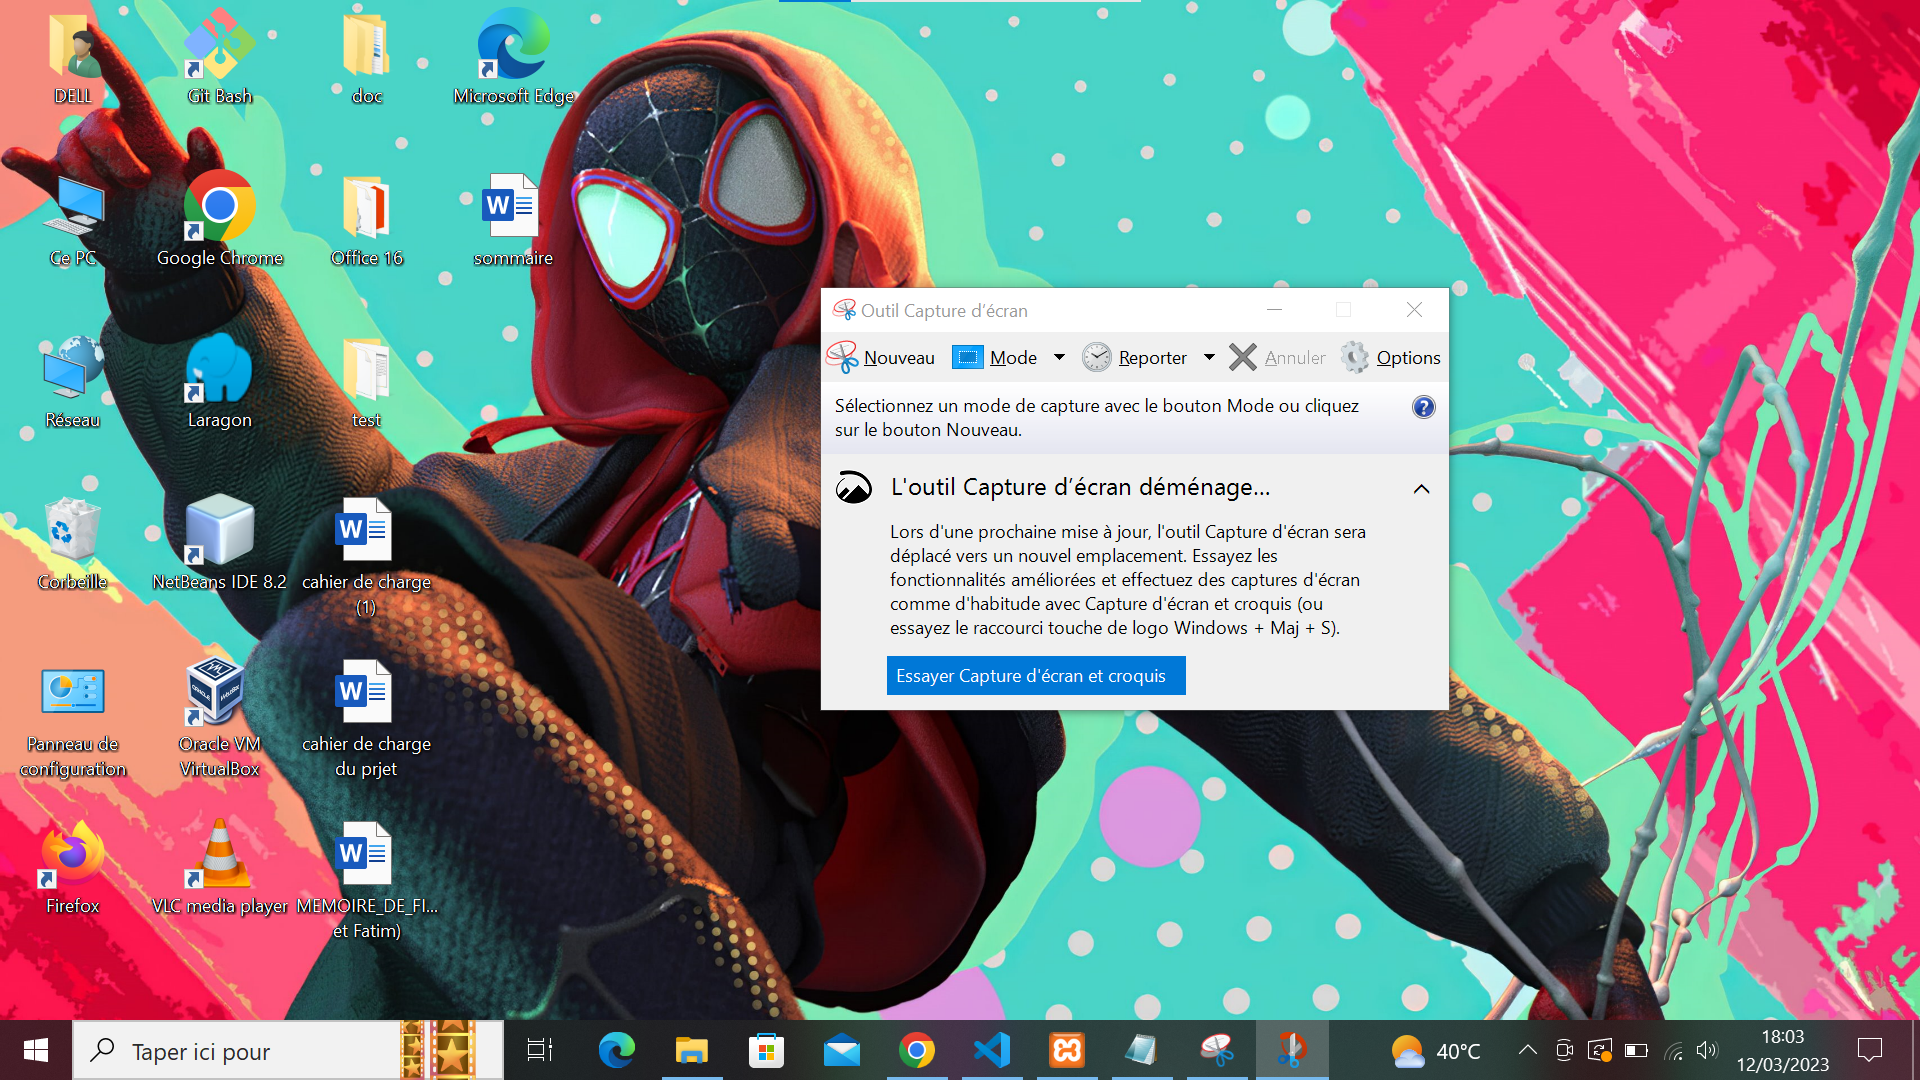 DELL
Git Bash
doc
Microsoft Edge
Ce PC
Google Chrome
Office 16
sommaire
Réseau
Laragon
test
Corbeille
NetBeans IDE 8.2
cahier de charge
(1)
Panneau de
configuration
Oracle VM
VirtualBox
cahier de charge
du prjet
Firefox
VLC media player
MEMOIRE_DE_FI...
et Fatim)
Outil Capture d’écran
Nouveau
Mode
Reporter
Annuler
Options
Sélectionnez un mode de capture avec le bouton Mode ou cliquez
sur le bouton Nouveau.
L'outil Capture d’écran déménage...
Lors d'une prochaine mise à jour, l'outil Capture d'écran sera
déplacé vers un nouvel emplacement. Essayez les
fonctionnalités améliorées et effectuez des captures d'écran
comme d'habitude avec Capture d'écran et croquis (ou
essayez le raccourci touche de logo Windows + Maj + S).
Essayer Capture d'écran et croquis
Taper ici pour
40°C
18:03
12/03/2023